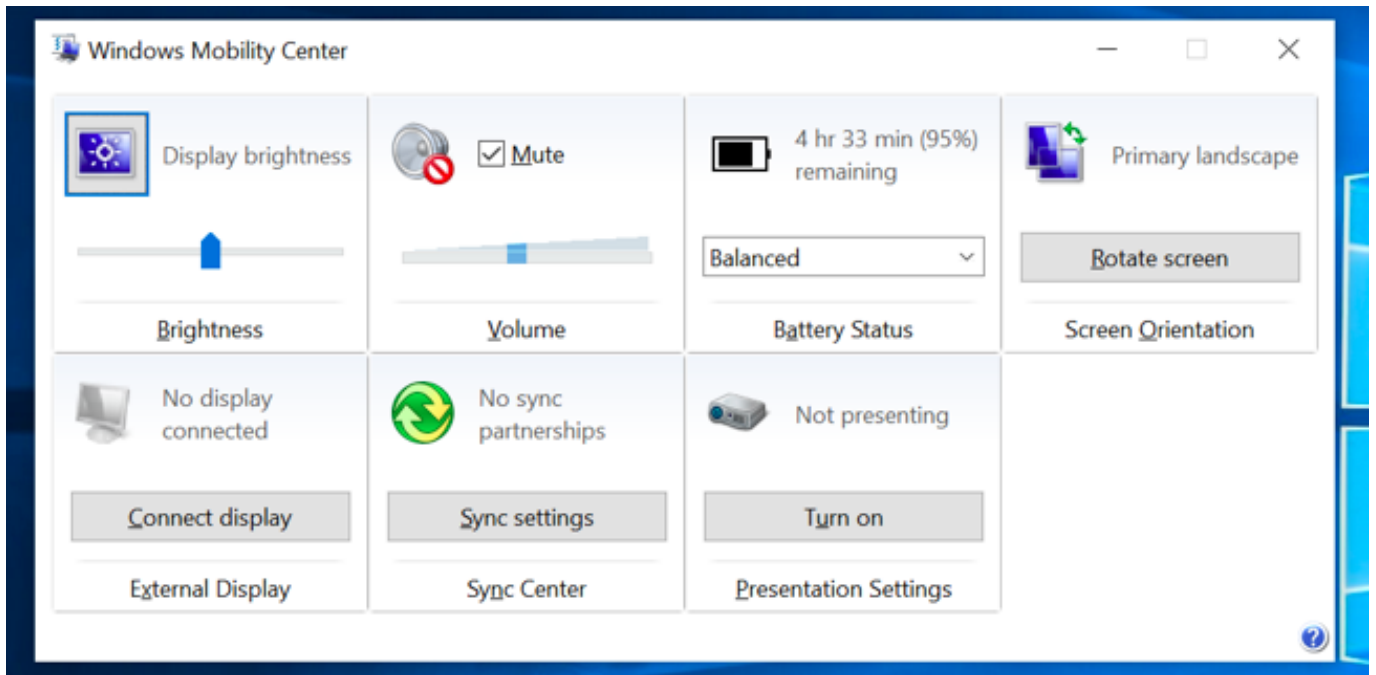 Windows Mobility Center
Display brightness
Brightness
Mute
Volume
4 hr 33 min (95%)
remaining
Balanced
Battery Status
Primary landscape
Rotate screen
Screen Orientation
No display
connected
Connect display
External Display
No sync
partnerships
Sync settings
Sync Center
Not presenting
Turn on
Presentation Settings
?